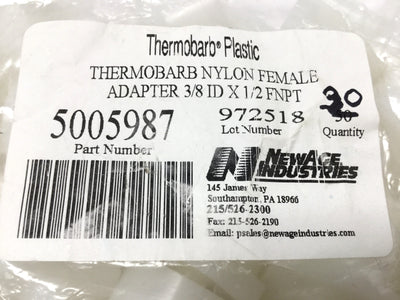 Thermobarb® Plastic
THERMOBARB NYLON FEMALE
ADAPTER 3/8 ID X 1/2 FNPT
5005987
Part Number
972518
Lot Number
30
Quantity
NEWAGE
INDUSTRIES
145 James Way
Southampton, PA 18966
215/526-2300
Fax: 215-526-2190
Email: psales@newageindustries.com